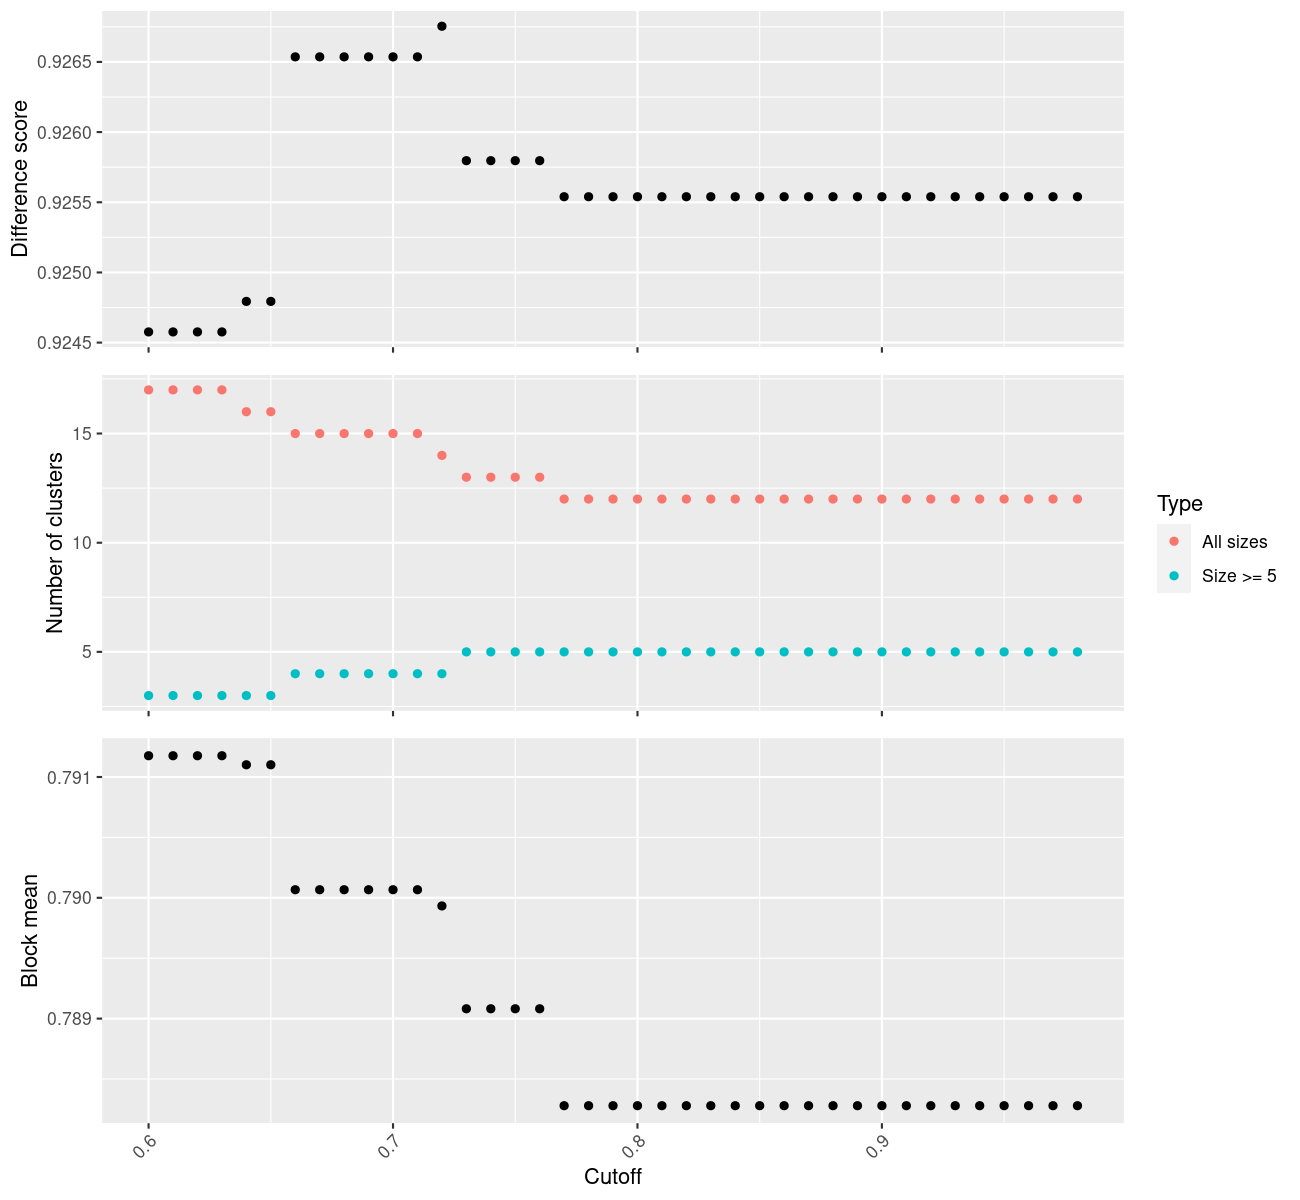 Difference score
0.9265
0.9260
0.9255
0.9250
0.9245
Number of clusters
15
10
5
Type
All sizes
Size >= 5
Block mean
0.791
0.790
0.789
0.6
0.7
0.8
0.9
Cutoff